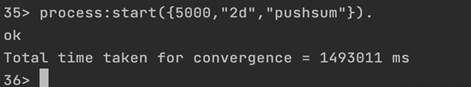 35> process:start({5000,"2d","pushsum"}).
ok
Total time taken for convergence = 1493011 ms
36>